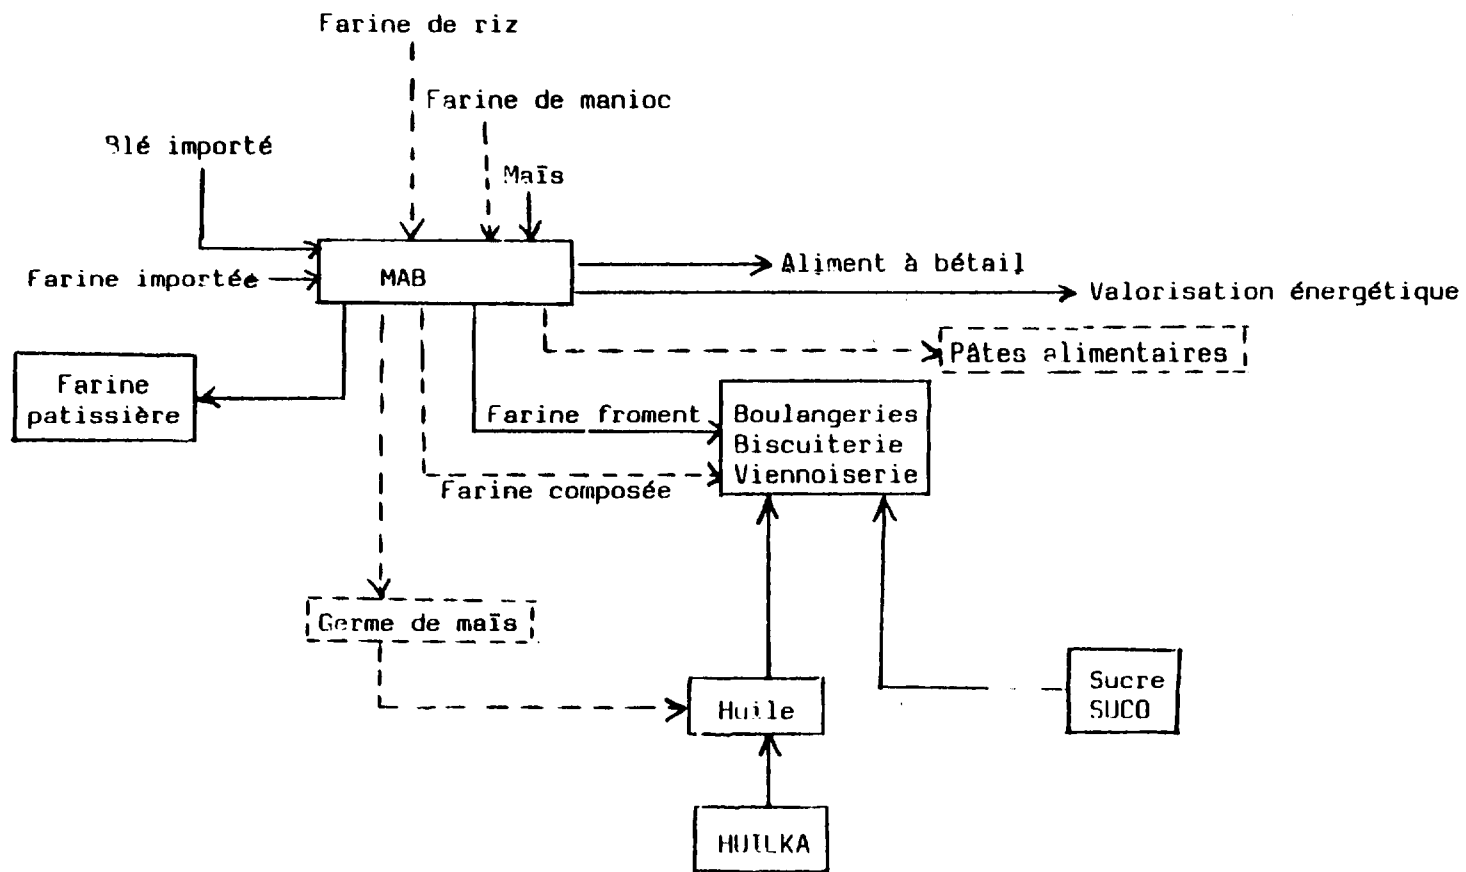 Farine de riz
Farine de manioc
Blé importé
Maïs
Farine importée
MAB
Aliment à bétail
Valorisation énergétique
Pâtes alimentaires
Farine
patissière
Farine froment
Boulangeries
Biscuiterie
Viennoiserie
Farine composée
Germe de maïs
Sucre
SUCO
Huile
HUILKA